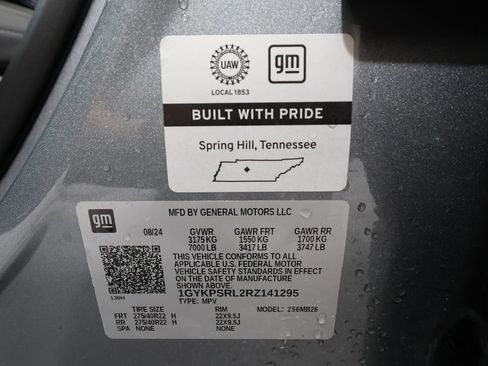 UAW
gm
LOCAL 1853
BUILT WITH PRIDE
Spring Hill, Tennessee
gm
MFD BY GENERAL MOTORS LLC
08/24 GVWR GAWR FRT GAWR RR
3175 KG 1550 KG 1700 KG
7000 LB 3417 LB 3747 LB
THIS VEHICLE CONFORMS TO ALL
APPLICABLE U.S. FEDERAL MOTOR
VEHICLE SAFETY STANDARDS IN EFFECT
ON THE DATE OF MANUFACTURE
SHOWN ABOVE.
1GYKPSRL2RZ141295
TYPE: MPV
TIRE SIZE RIM MODEL: 256MB26
FRT 275/40R22 H 22X9.5J
RR 275/40R22 H 22X9.5J
SPA NONE NONE